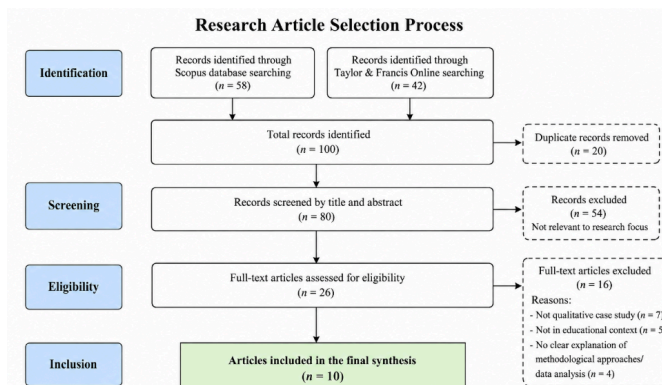 Research Article Selection Process
Identification
Records identified through
Scopus database searching
(n = 58)
Records identified through
Taylor & Francis Online searching
(n = 42)
Total records identified
(n = 100)
Duplicate records removed
(n = 20)
Screening
Records screened by title and abstract
(n = 80)
Records excluded
(n = 54)
Not relevant to research focus
Eligibility
Full-text articles assessed for eligibility
(n = 26)
Full-text articles excluded
(n = 16)
Reasons:
- Not qualitative case study (n = 7)
- Not in educational context (n = 5
- No clear explanation of
methodological approaches/
data analysis (n = 4)
Inclusion
Articles included in the final synthesis
(n = 10)